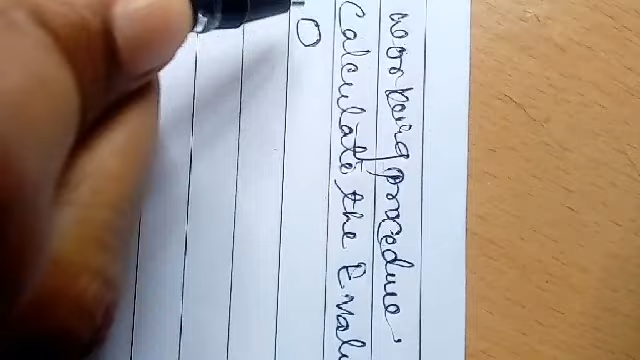 working procedure.
Calculate the E valu
O